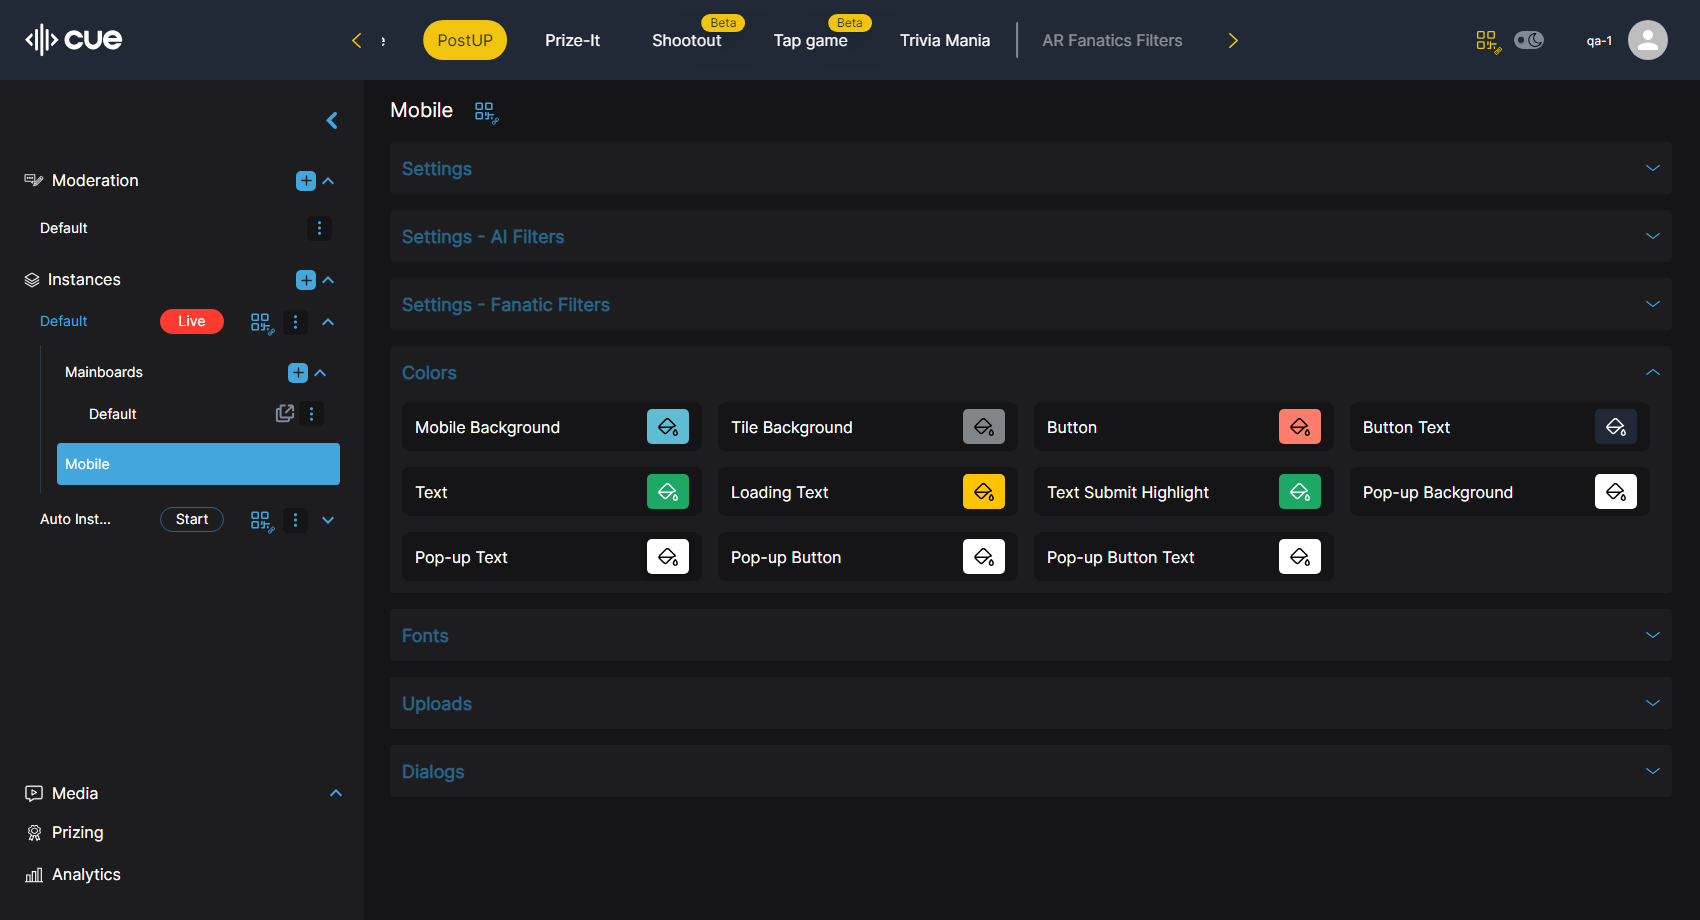 cue
PostUP
Prize-It
Shootout
Beta
Tap game
Beta
Trivia Mania
AR Fanatics Filters
qa-1
Moderation
Default
Instances
Default
Live
Mainboards
Default
Mobile
Auto Inst...
Start
Media
Prizing
Analytics
Mobile
Settings
Settings - AI Filters
Settings - Fanatic Filters
Colors
Mobile Background
Tile Background
Button
Button Text
Text
Loading Text
Text Submit Highlight
Pop-up Background
Pop-up Text
Pop-up Button
Pop-up Button Text
Fonts
Uploads
Dialogs